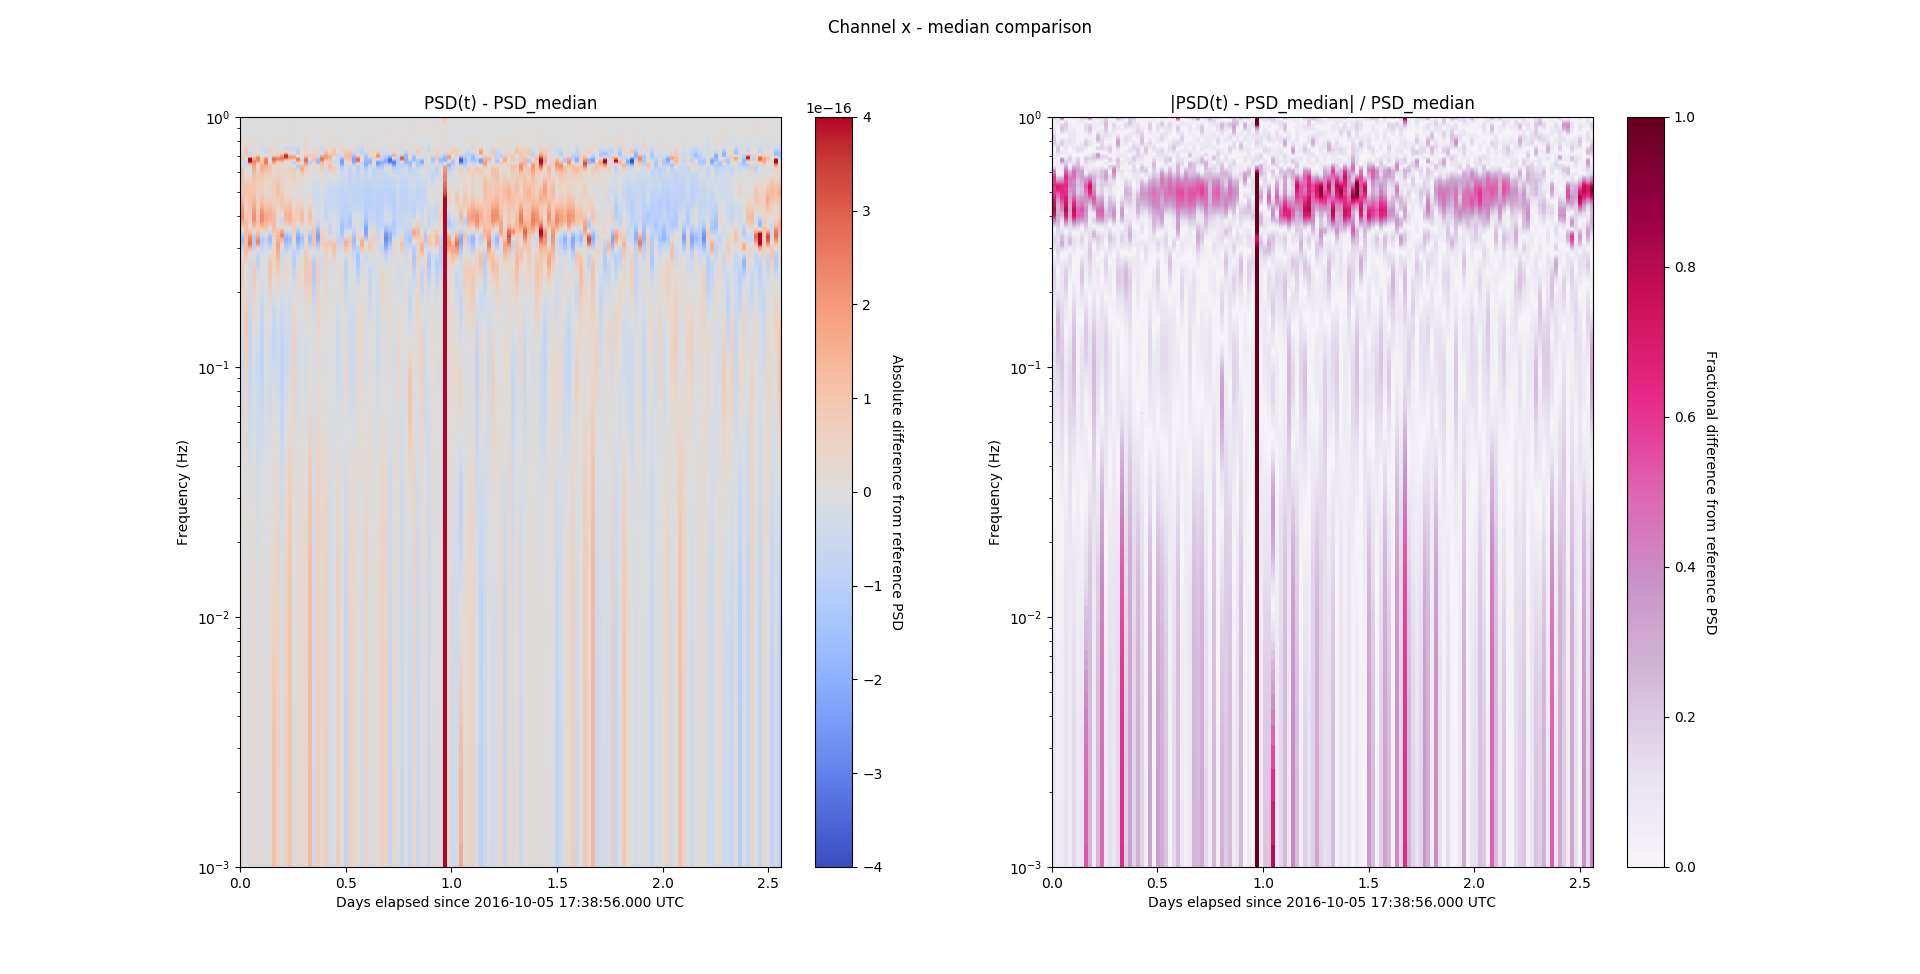 Channel x - median comparison
PSD(t) - PSD_median
|PSD(t) - PSD_median| / PSD_median
1e−16
10⁰
10⁻¹
10⁻²
10⁻³
Frequency (Hz)
0.0 0.5 1.0 1.5 2.0 2.5
Days elapsed since 2016-10-05 17:38:56.000 UTC
4
3
2
1
0
−1
−2
−3
−4
Absolute difference from reference PSD
10⁰
10⁻¹
10⁻²
10⁻³
Frequency (Hz)
0.0 0.5 1.0 1.5 2.0 2.5
Days elapsed since 2016-10-05 17:38:56.000 UTC
1.0
0.8
0.6
0.4
0.2
0.0
Fractional difference from reference PSD